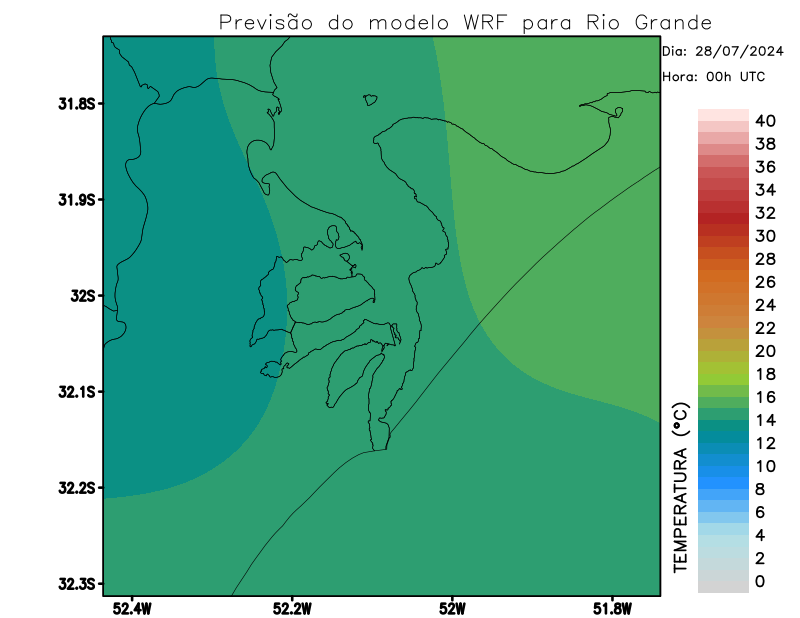 Previsão do modelo WRF para Rio Grande
Dia: 28/07/2024
Hora: 00h UTC
31.8S
31.9S
32S
32.1S
32.2S
32.3S
52.4W
52.2W
52W
51.8W
TEMPERATURA (°C)
40
38
36
34
32
30
28
26
24
22
20
18
16
14
12
10
8
6
4
2
0